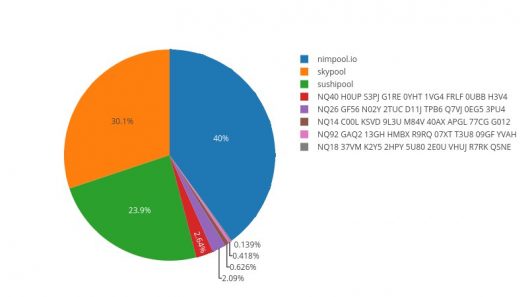 nimpool.io
skypool
sushipool
NQ40 H0UP S3PJ G1RE 0YHT 1VG4 FRLF 0UBB H3V4
NQ26 GF56 N02Y 2TUC D11J TPB6 Q7VJ 0EG5 3PU4
NQ14 C00L KSVD 9L3U M84V 40AX APGL 77CG G012
NQ92 GAQ2 13GH HMBX R9RQ 07XT T3U8 09GF YVAH
NQ18 37VM K2Y5 2HPY 5U80 2E0U VHUJ R7RK QSNE
30.1%
40%
23.9%
2.64%
0.139%
0.418%
0.626%
2.09%